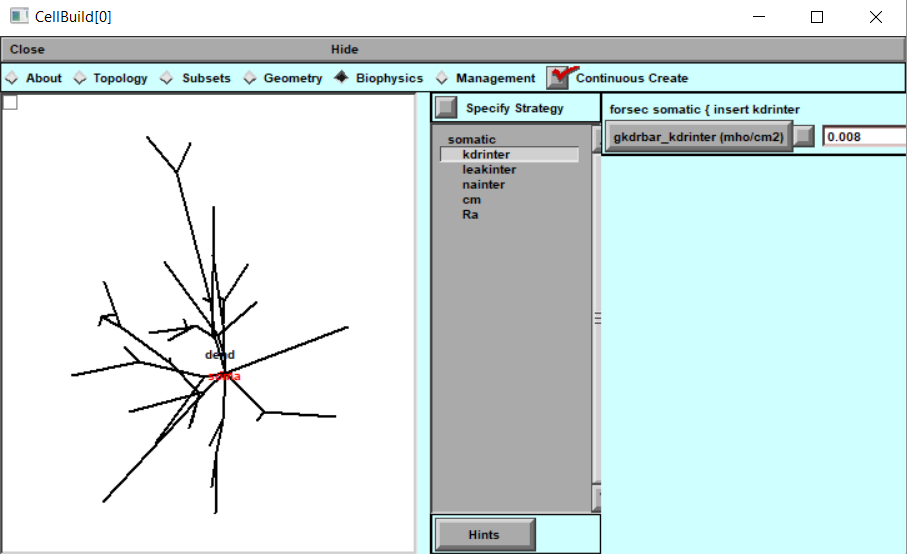 CellBuild[0]
Close Hide
About Topology Subsets Geometry Biophysics Management Continuous Create
Specify Strategy
forsec somatic { insert kdrinter
gkdrbar_kdrinter (mho/cm2) 0.008
somatic
kdrinter
leakinter
nainter
cm
Ra
dend
soma
Hints